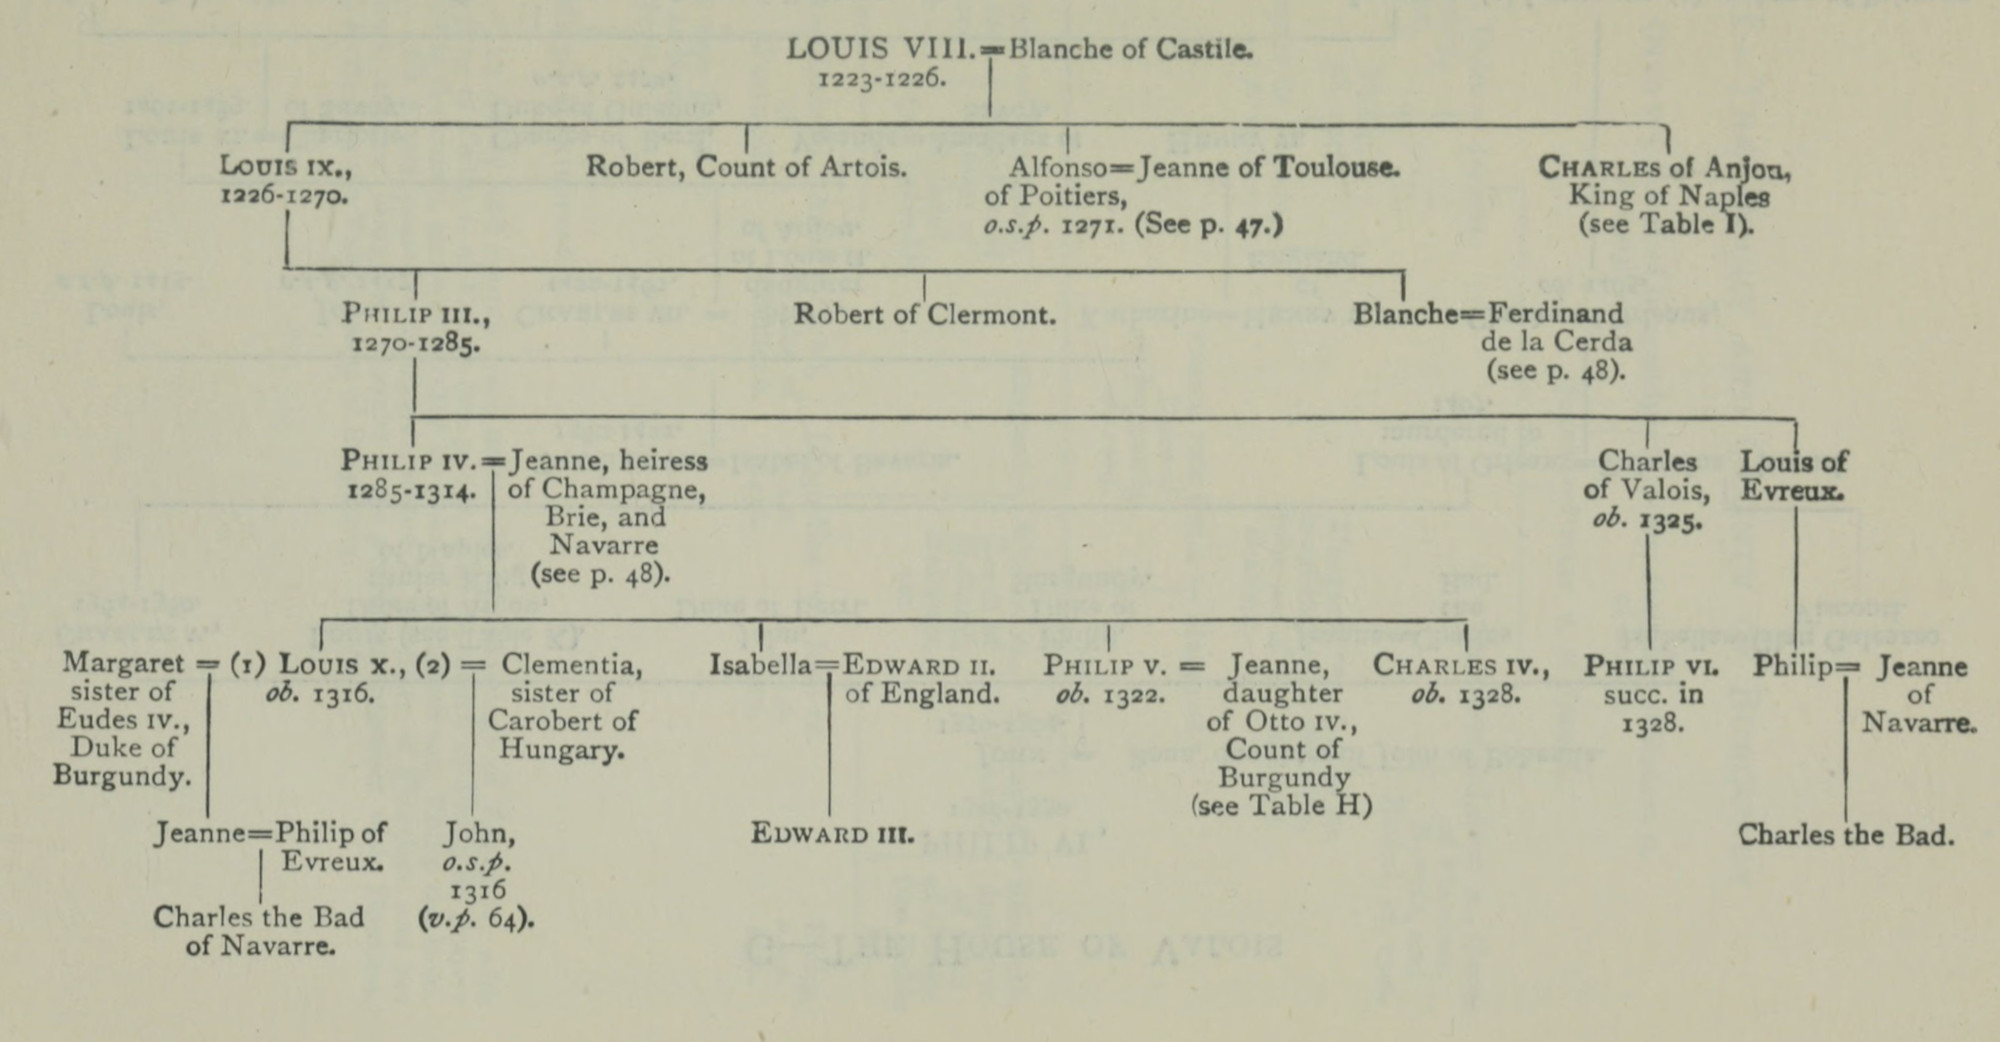 LOUIS VIII.=Blanche of Castile.
1223-1226.
LOUIS IX.,
1226-1270.
Robert, Count of Artois.
Alfonso=Jeanne of Toulouse.
of Poitiers,
o.s.p. 1271. (See p. 47.)
CHARLES of Anjou,
King of Naples
(see Table I).
PHILIP III.,
1270-1285.
Robert of Clermont.
Blanche=Ferdinand
de la Cerda
(see p. 48).
PHILIP IV.=Jeanne, heiress
1285-1314. of Champagne,
Brie, and
Navarre
(see p. 48).
Charles
of Valois,
ob. 1325.
Louis of
Evreux.
Margaret = (1) LOUIS X., (2) = Clementia,
sister of
Eudes IV.,
Duke of
Burgundy.
ob. 1316.
sister of
Carobert of
Hungary.
Isabella=EDWARD II.
of England.
PHILIP V. = Jeanne,
ob. 1322. daughter
of Otto IV.,
Count of
Burgundy
(see Table H)
CHARLES IV.,
ob. 1328.
PHILIP VI.
succ. in
1328.
Philip= Jeanne
of
Navarre.
Jeanne=Philip of
Evreux.
John,
o.s.p.
1316
(v.p. 64).
EDWARD III.
Charles the Bad.
Charles the Bad
of Navarre.